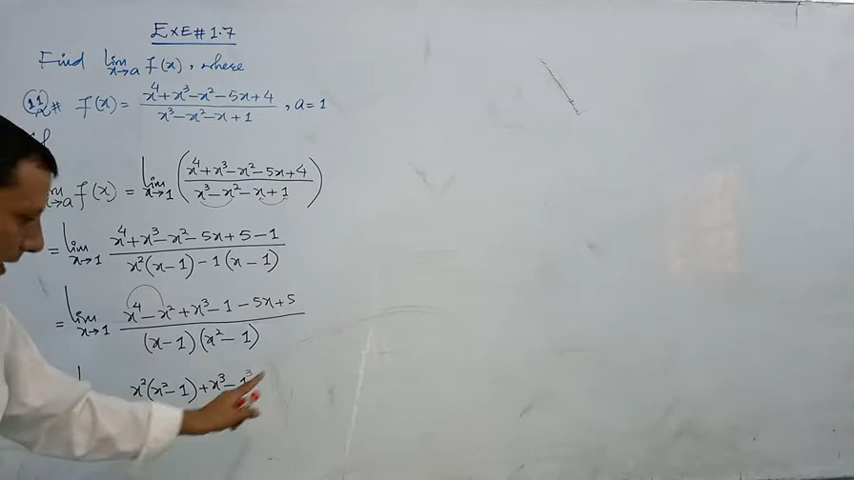 EXE# 1.7
Find lim x→a f(x), where
Q11# f(x) = (x⁴+x³-x²-5x+4)/(x³-x²-x+1), a=1
lim x→a f(x) = lim x→1 ((x⁴+x³-x²-5x+4)/(x³-x²-x+1))
= lim x→1 (x⁴+x³-x²-5x+5-1)/(x²(x-1)-1(x-1))
= lim x→1 (x⁴-x²+x³-1-5x+5)/((x-1)(x²-1))
x²(x²-1)+x³-1³